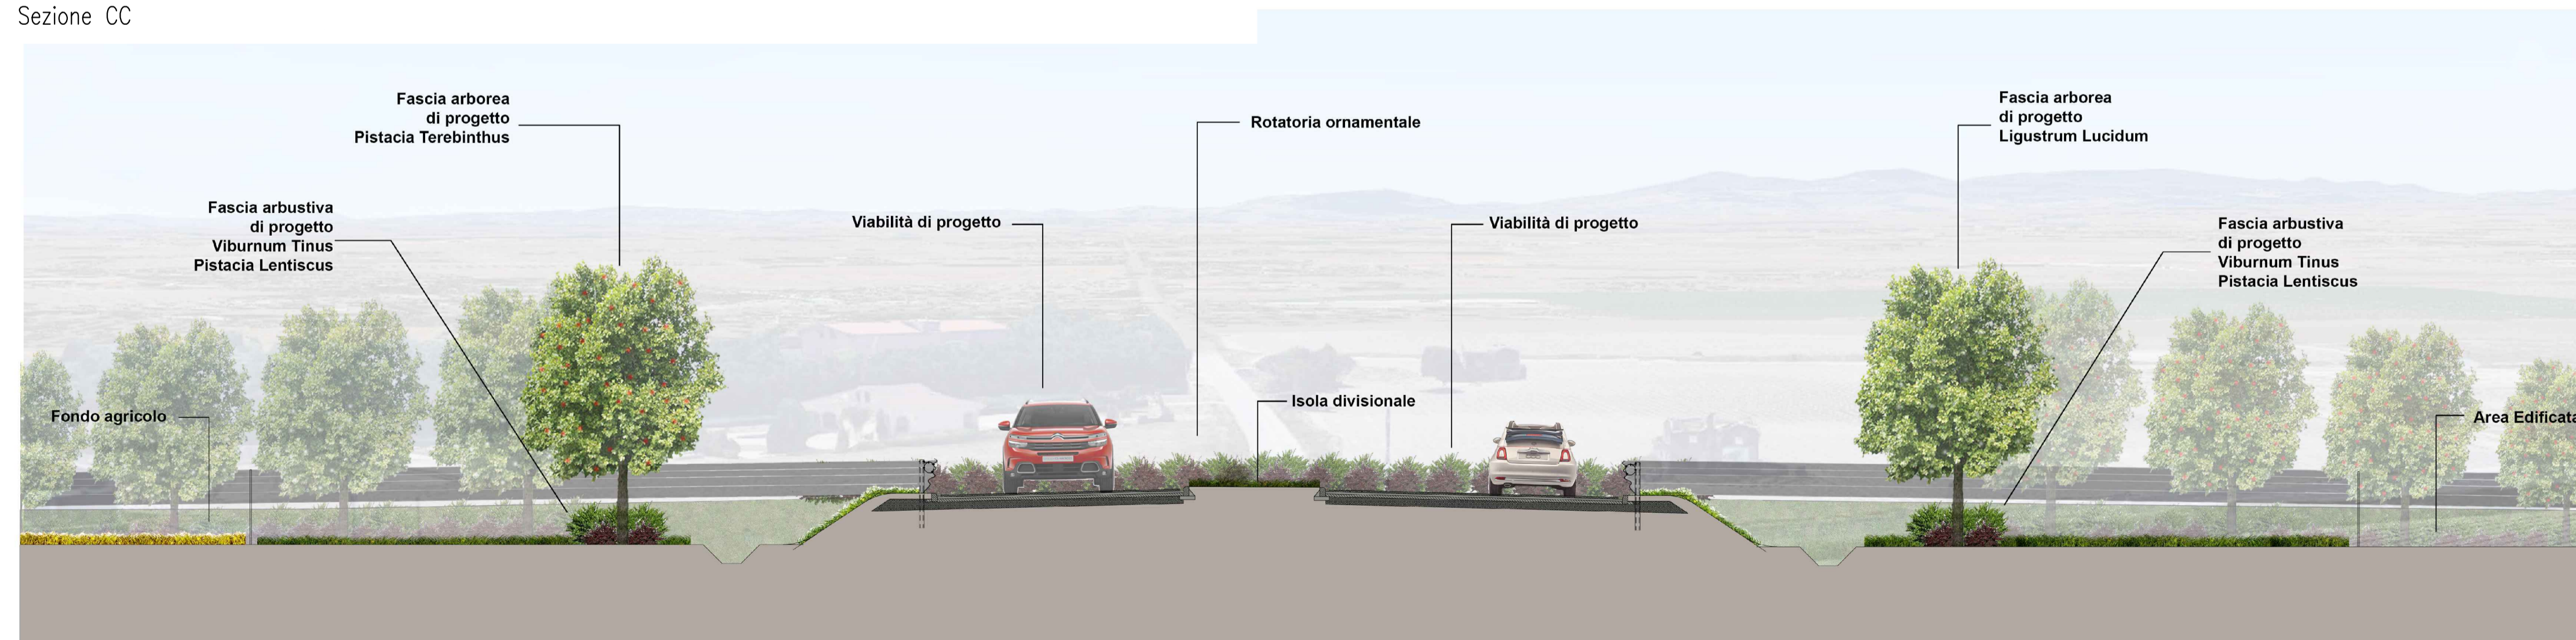 Sezione CC
Fascia arborea
di progetto
Pistacia Terebinthus
Fascia arbustiva
di progetto
Viburnum Tinus
Pistacia Lentiscus
Fondo agricolo
Viabilità di progetto
Rotatoria ornamentale
Isola divisionale
Viabilità di progetto
Fascia arborea
di progetto
Ligustrum Lucidum
Fascia arbustiva
di progetto
Viburnum Tinus
Pistacia Lentiscus
Area Edificata